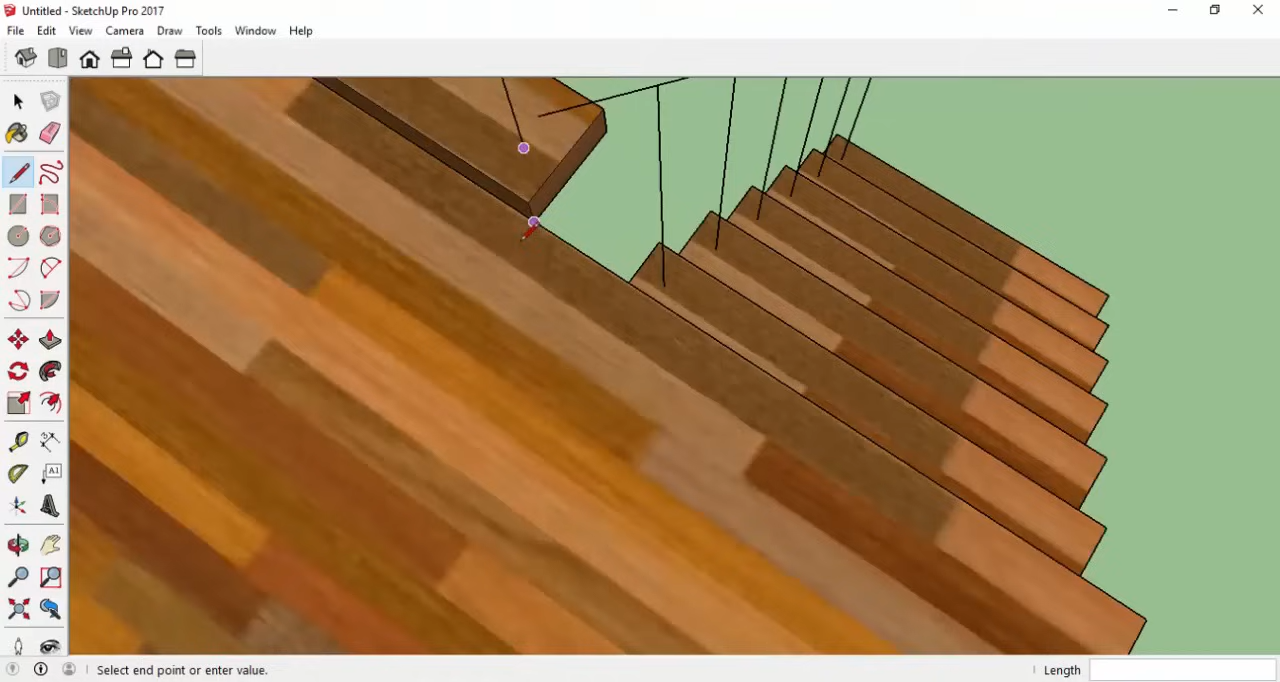 Untitled - SketchUp Pro 2017
File Edit View Camera Draw Tools Window Help
A1
Select end point or enter value.
Length